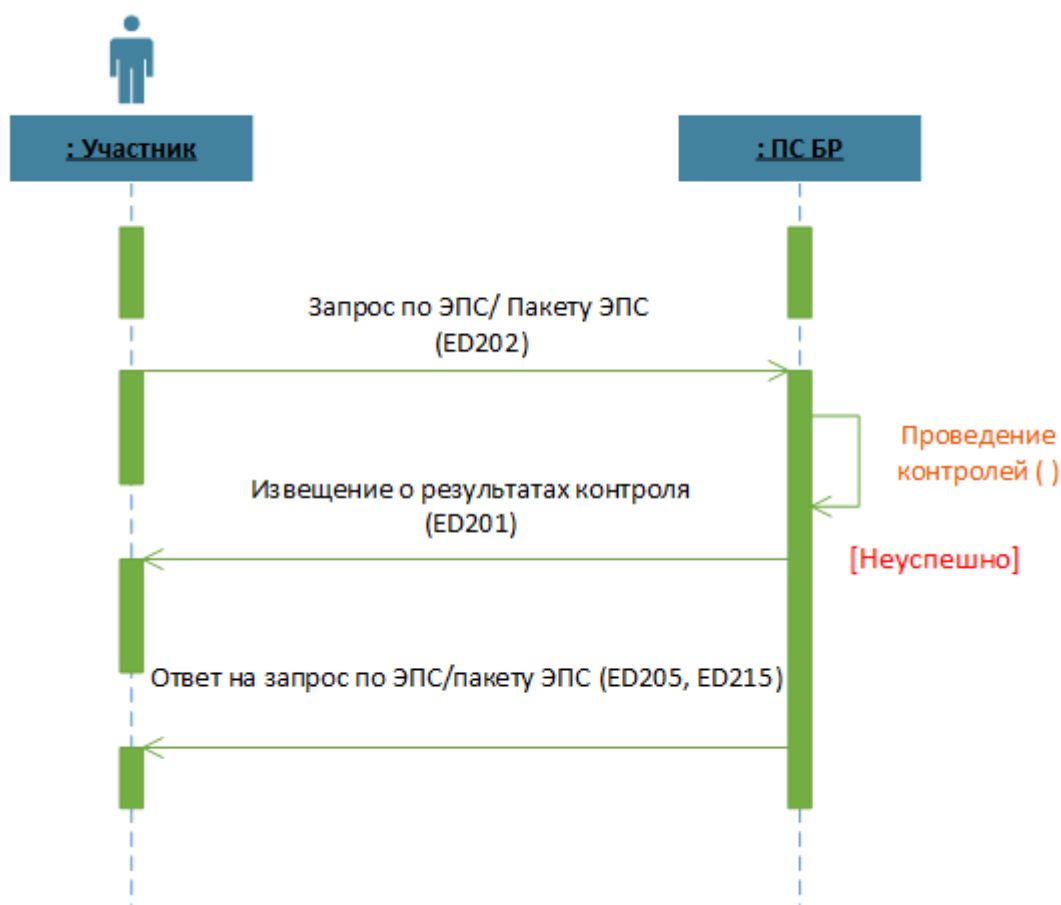 : Участник
: ПС БР
Запрос по ЭПС/ Пакету ЭПС
(ED202)
Проведение
контролей ( )
Извещение о результатах контроля
(ED201)
[Неуспешно]
Ответ на запрос по ЭПС/пакету ЭПС (ED205, ED215)